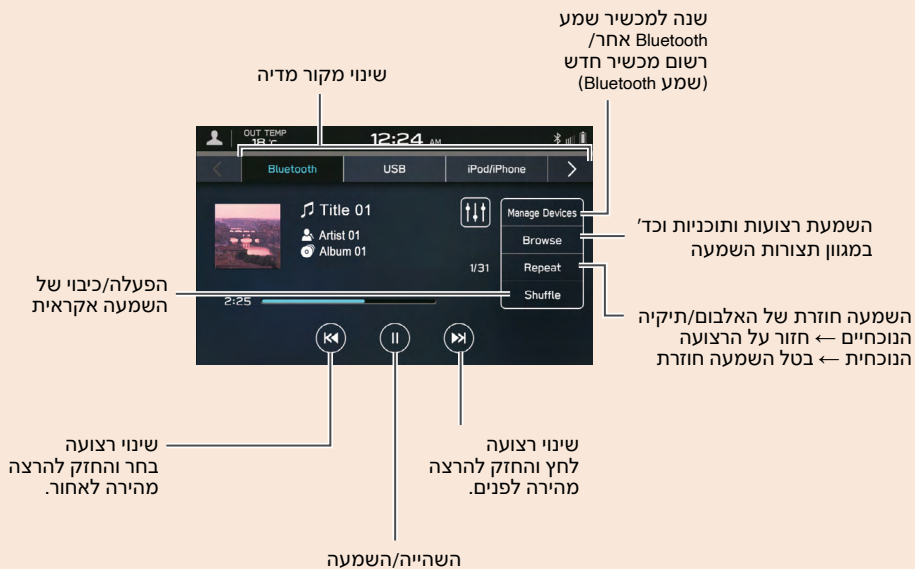 שנה למכשיר שמע
Bluetooth אחר/
רשום מכשיר חדש
(שמע Bluetooth)
שינוי מקור מדיה
OUT TEMP
18 °C
12:24 AM
Bluetooth
USB
iPod/iPhone
Title 01
Artist 01
Album 01
1/31
2:25
Manage Devices
Browse
Repeat
Shuffle
השמעת רצועות ותוכניות וכד'
במגוון תצורות השמעה
הפעלה/כיבוי של
השמעה אקראית
השמעה חוזרת של האלבום/תיקיה
הנוכחיים ← חזור על הרצועה
הנוכחית ← בטל השמעה חוזרת
שינוי רצועה
לחץ והחזק להרצה
מהירה לפנים.
שינוי רצועה
בחר והחזק להרצה
מהירה לאחור.
השהייה/השמעה